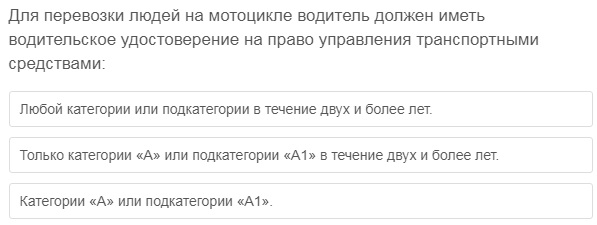 Для перевозки людей на мотоцикле водитель должен иметь
водительское удостоверение на право управления транспортными
средствами:
Любой категории или подкатегории в течение двух и более лет.
Только категории «А» или подкатегории «А1» в течение двух и более лет.
Категории «А» или подкатегории «А1».